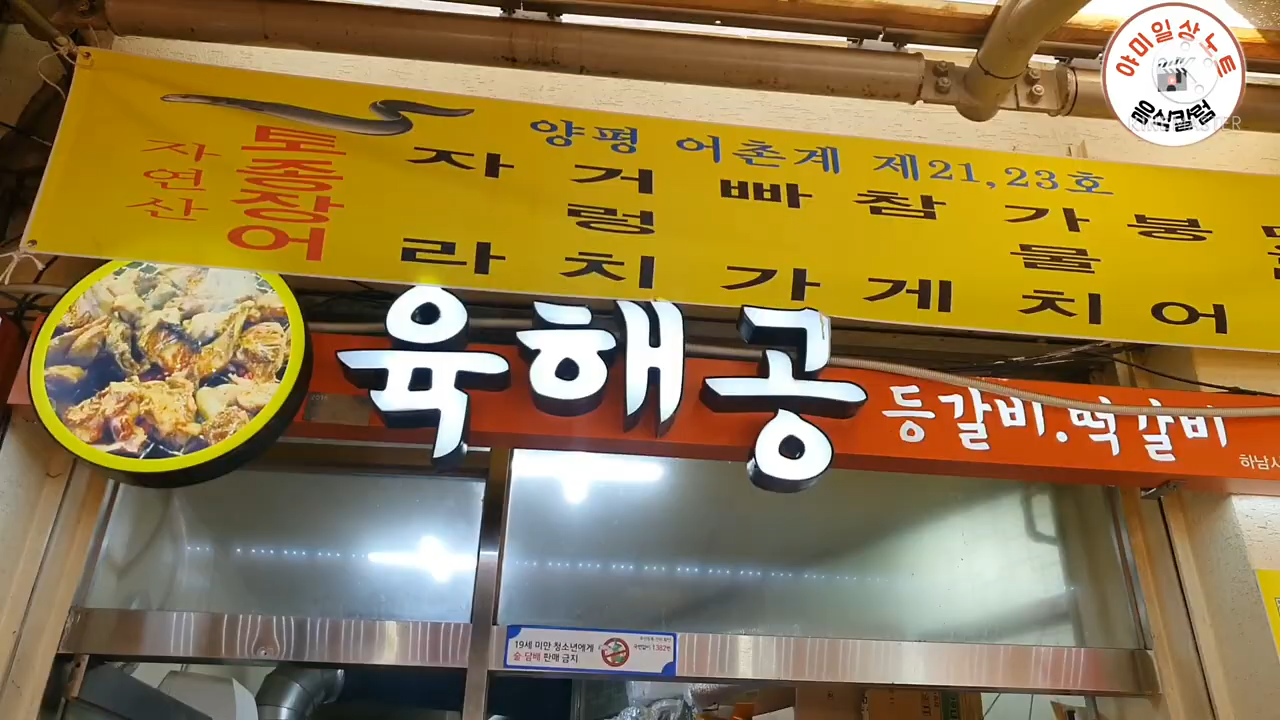 야미일상노트
음식칼럼
KINEMASTER
양평 어촌계 제21,23호
자연산
토종장어
자라
거렁치
빠가
참게
가물치
붕어
육해공
등갈비.떡갈비
하남시
19세 미만 청소년에게
술·담배 판매 금지